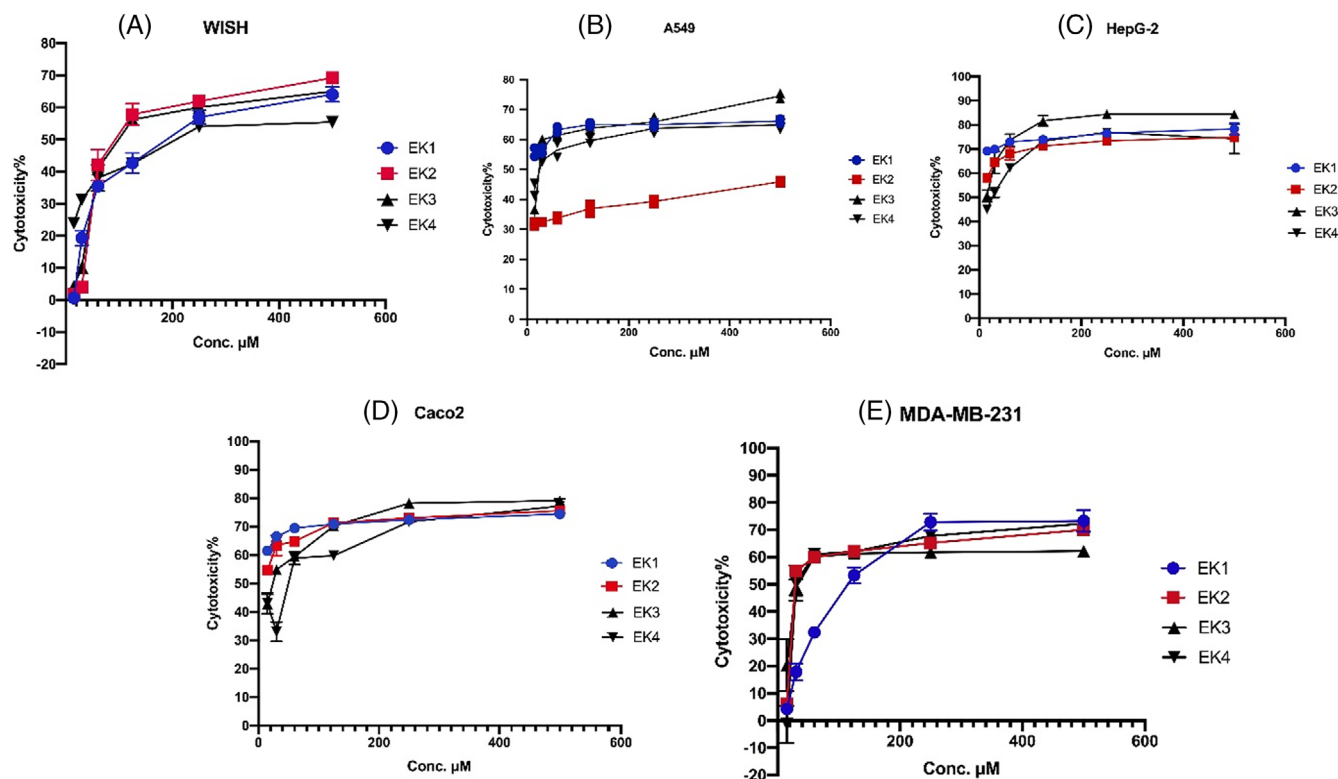 (A)
WISH
80
70
60
50
40
30
20
10
0
-10
-20
200
400
600
Cytotoxicity%
Conc. µM
EK1
EK2
EK3
EK4
(B)
A549
80
70
60
50
40
30
20
10
0
0
200
400
600
Cytotoxicity%
Conc. µM
EK1
EK2
EK3
EK4
(C)
HepG-2
100
90
80
70
60
50
40
30
20
10
0
0
200
400
600
Cytotoxicity%
Conc. µM
EK1
EK2
EK3
EK4
(D)
Caco2
100
90
80
70
60
50
40
30
20
10
0
0
200
400
600
Cytotoxicity%
Conc. µM
EK1
EK2
EK3
EK4
(E)
MDA-MB-231
100
90
80
70
60
50
40
30
20
10
0
-10
-20
200
400
600
Cytotoxicity%
Conc. µM
EK1
EK2
EK3
EK4